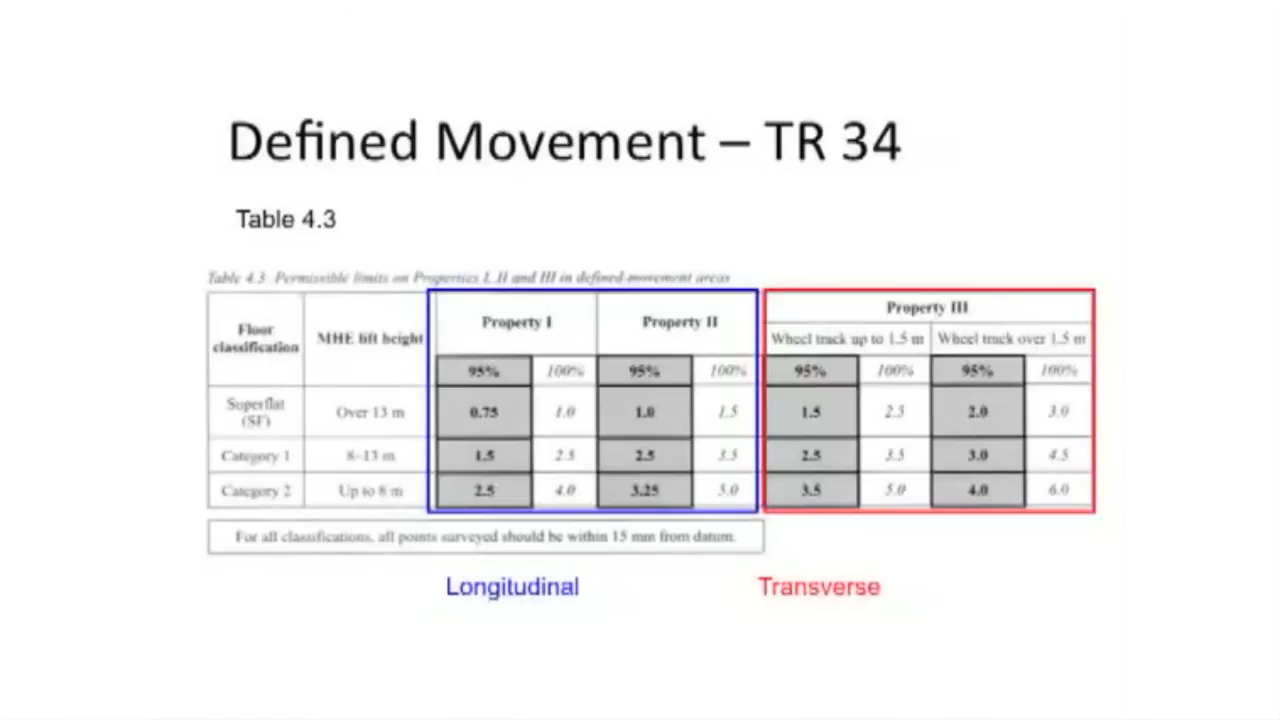 Defined Movement – TR 34
Table 4.3
Table 4.3. Permissible limits on Properties I, II and III in defined-movement areas
Floor classification MHE lift height Property I Property II Property III
Wheel track up to 1.5 m Wheel track over 1.5 m
95% 100% 95% 100% 95% 100% 95% 100%
Superflat (SF) Over 13 m 0.75 1.0 1.0 1.5 1.5 2.5 2.0 3.0
Category 1 8–13 m 1.5 2.5 2.5 3.5 2.5 3.5 3.0 4.5
Category 2 Up to 8 m 2.5 4.0 3.25 5.0 3.5 5.0 4.0 6.0
For all classifications, all points surveyed should be within 15 mm from datum.
Longitudinal Transverse